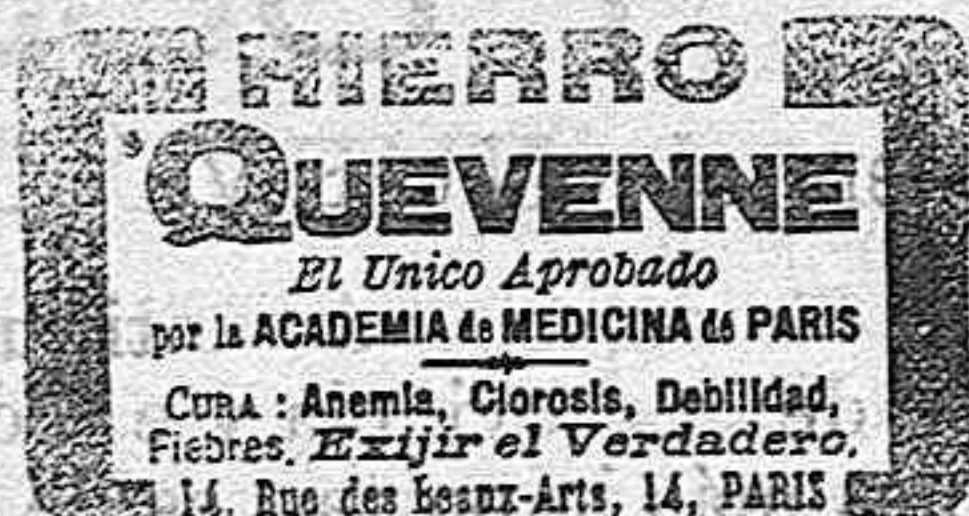 HIERRO
QUEVENNE
El Unico Aprobado
por la ACADEMIA de MEDICINA de PARIS
CURA : Anemia, Clorosis, Debilidad,
Fiebres. Exijir el Verdadero.
14, Rue des Beaux-Arts, 14, PARIS